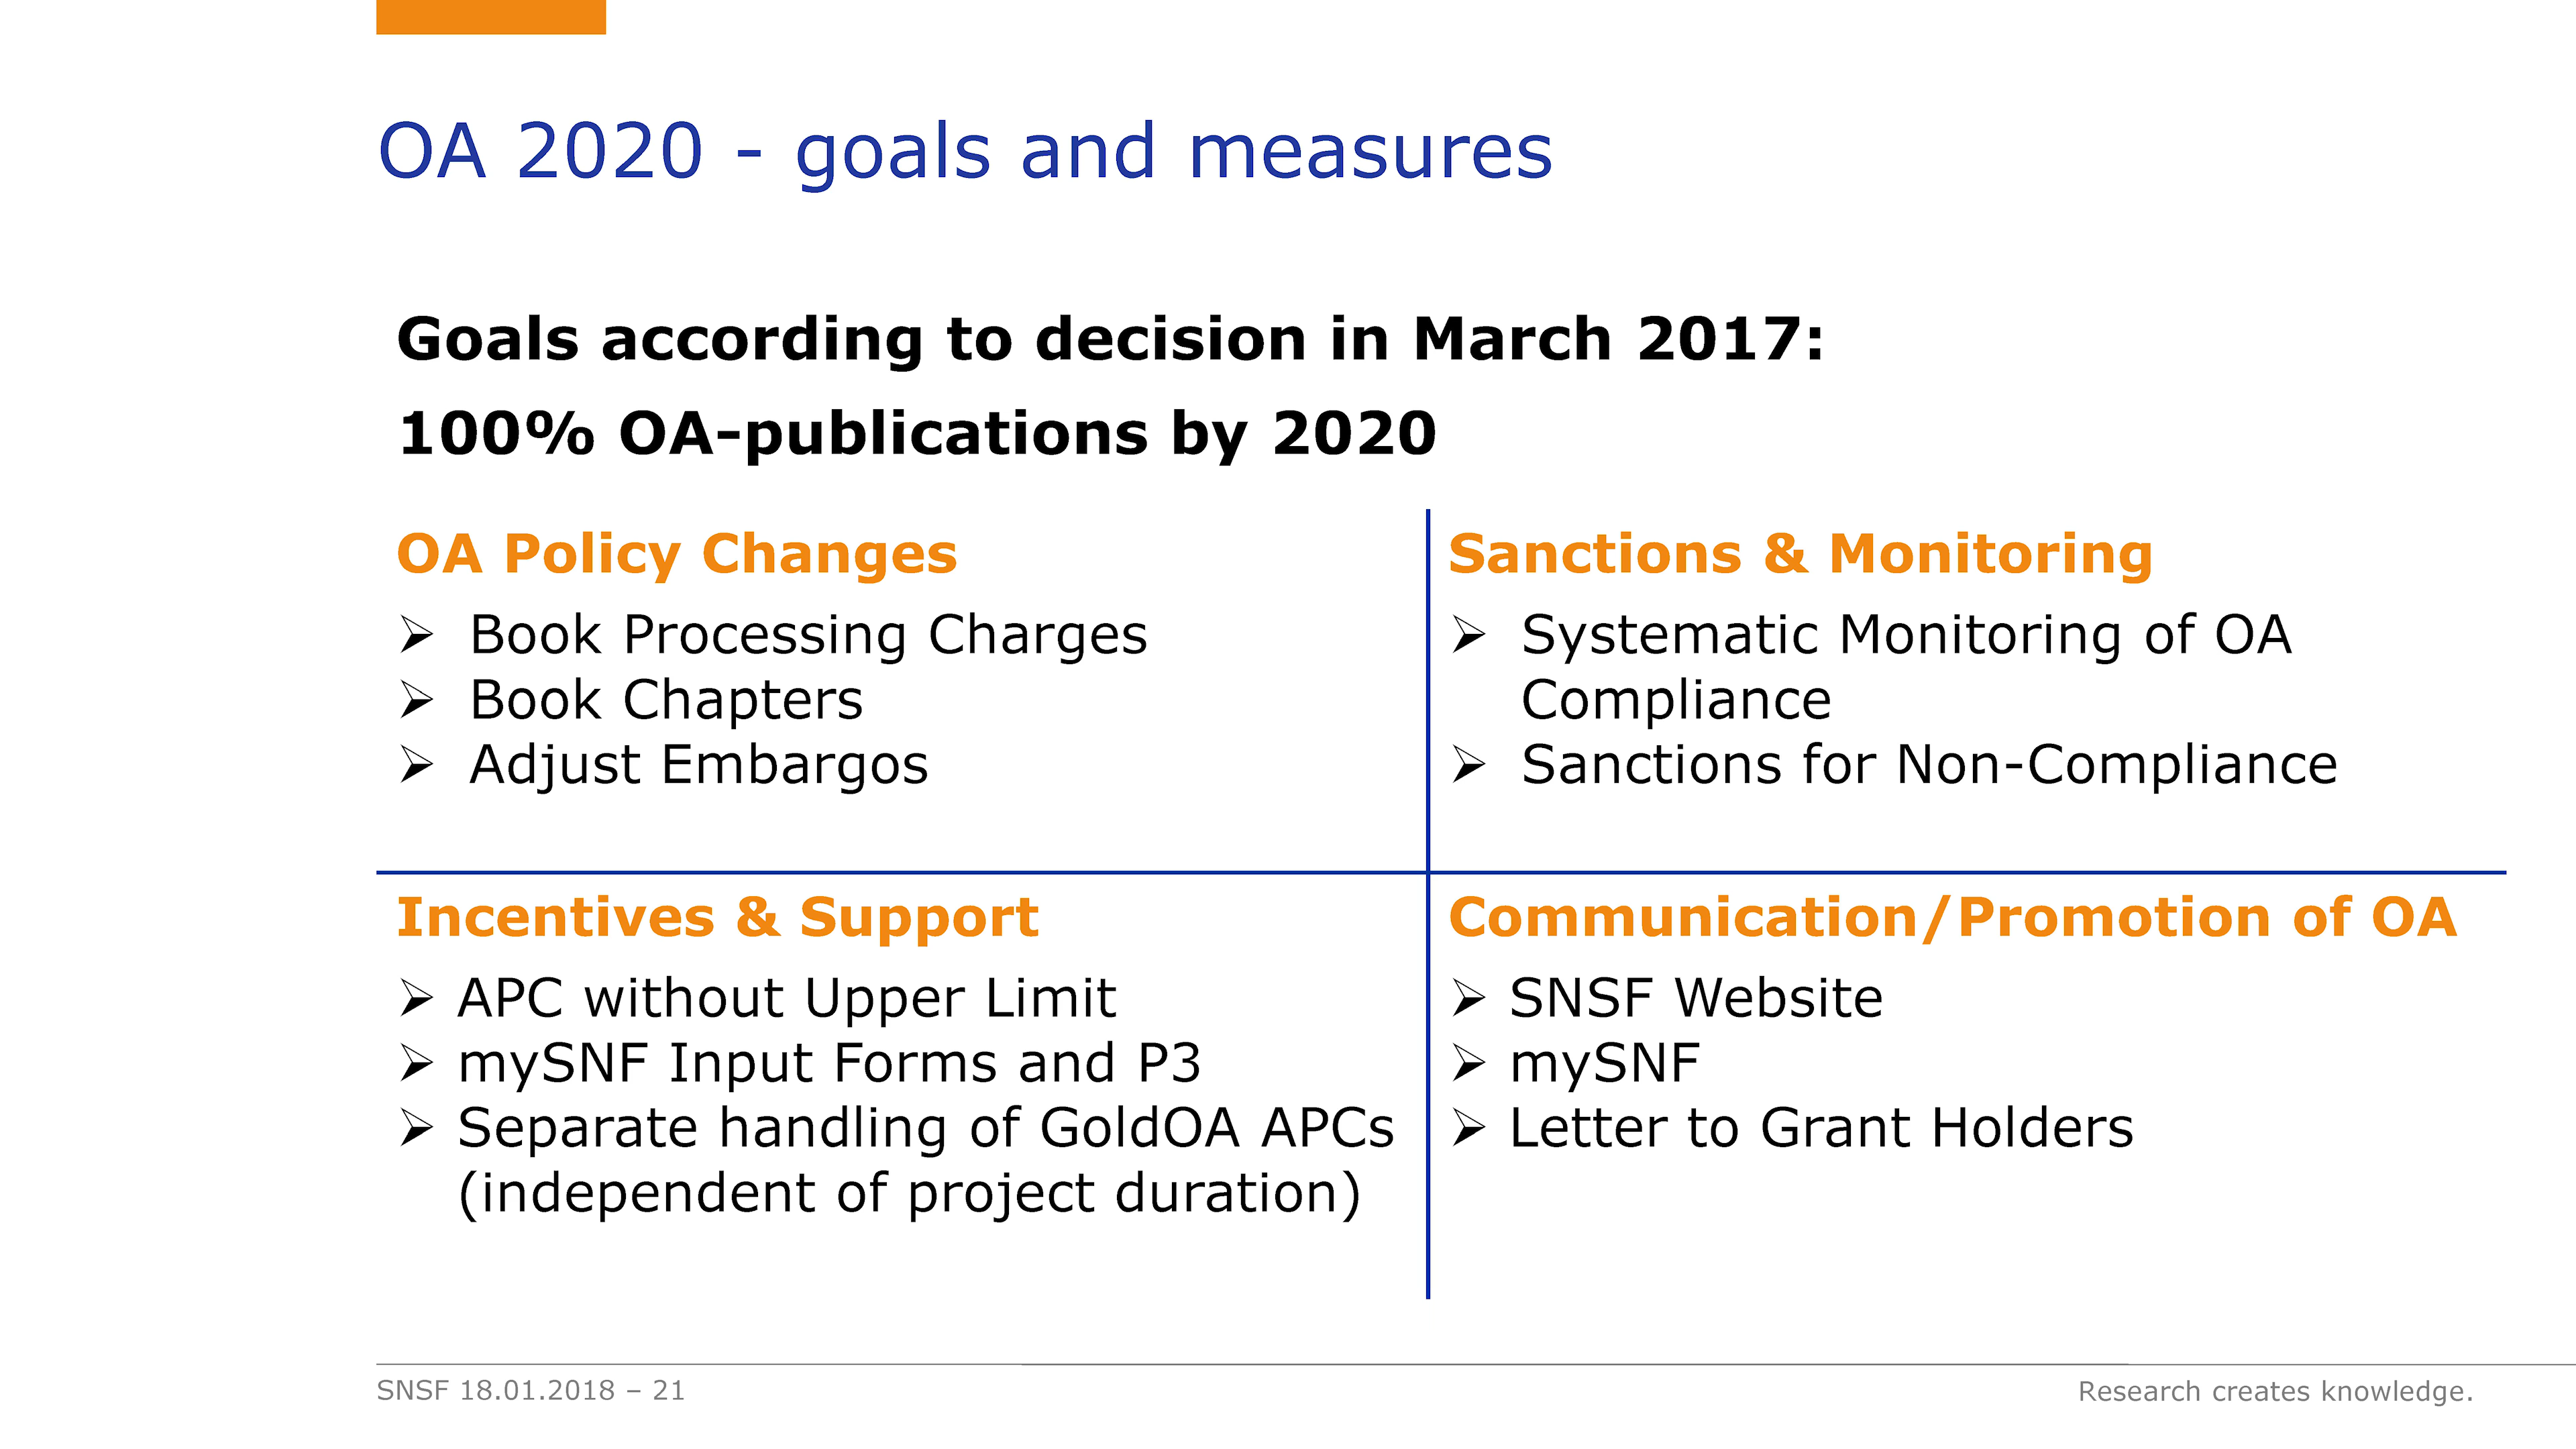 OA 2020 - goals and measures
Goals according to decision in March 2017:
100% OA-publications by 2020
OA Policy Changes
➢ Book Processing Charges
➢ Book Chapters
➢ Adjust Embargos
Sanctions & Monitoring
➢ Systematic Monitoring of OA
Compliance
➢ Sanctions for Non-Compliance
Incentives & Support
➢ APC without Upper Limit
➢ mySNF Input Forms and P3
➢ Separate handling of GoldOA APCs
(independent of project duration)
Communication/Promotion of OA
➢ SNSF Website
➢ mySNF
➢ Letter to Grant Holders
SNSF 18.01.2018 – 21
Research creates knowledge.